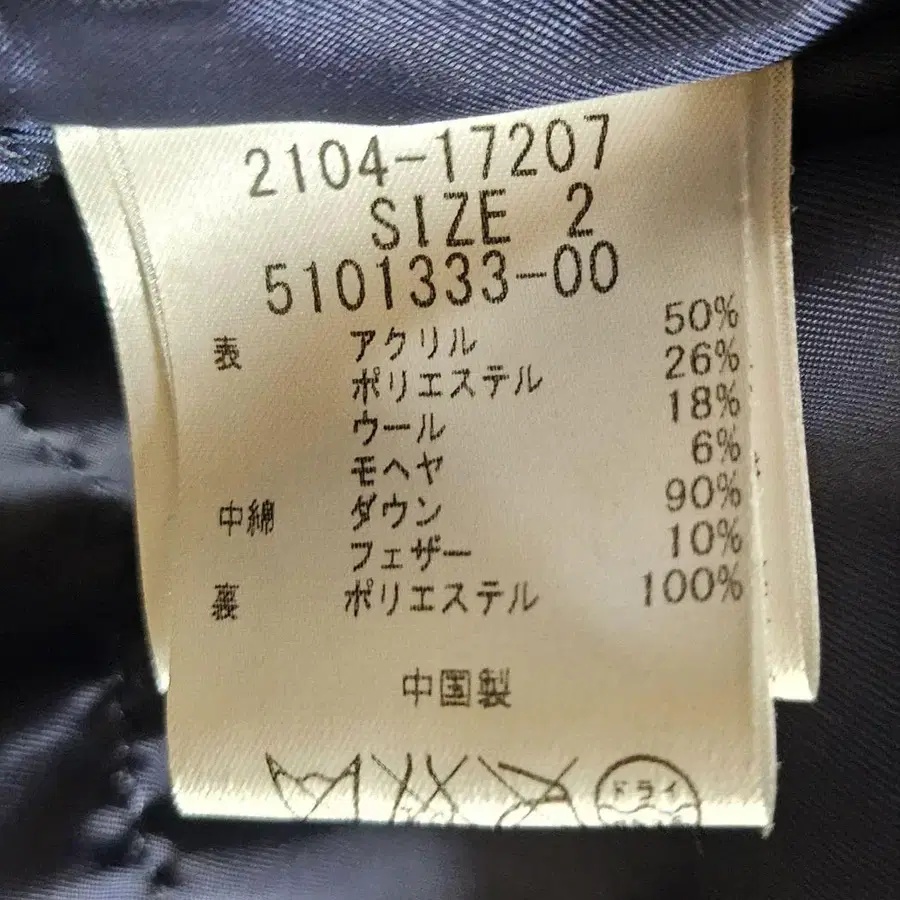 2104-17207
SIZE 2
5101333-00
表 アクリル 50%
ポリエステル 26%
ウール 18%
モヘヤ 6%
中綿 ダウン 90%
フェザー 10%
裏 ポリエステル 100%
中国製
ドライ